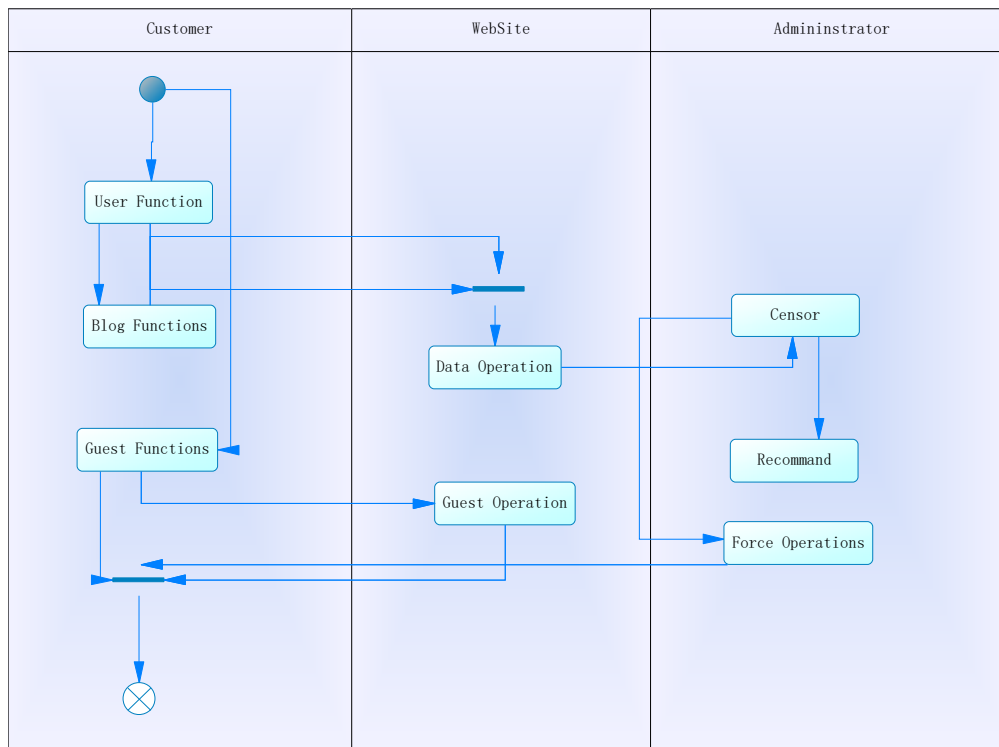 Customer
WebSite
Admininstrator
User Function
Blog Functions
Censor
Data Operation
Guest Functions
Recommand
Guest Operation
Force Operations